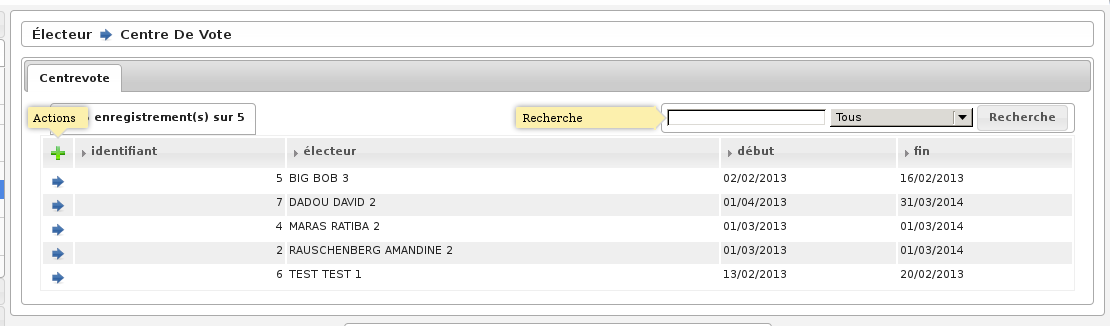 Électeur Centre De Vote
Centrevote
Actions enregistrement(s) sur 5 Recherche Tous Recherche
identifiant électeur début fin
5 BIG BOB 3 02/02/2013 16/02/2013
7 DADOU DAVID 2 01/04/2013 31/03/2014
4 MARAS RATIBA 2 01/03/2013 01/03/2014
2 RAUSCHENBERG AMANDINE 2 01/03/2013 01/03/2014
6 TEST TEST 1 13/02/2013 20/02/2013